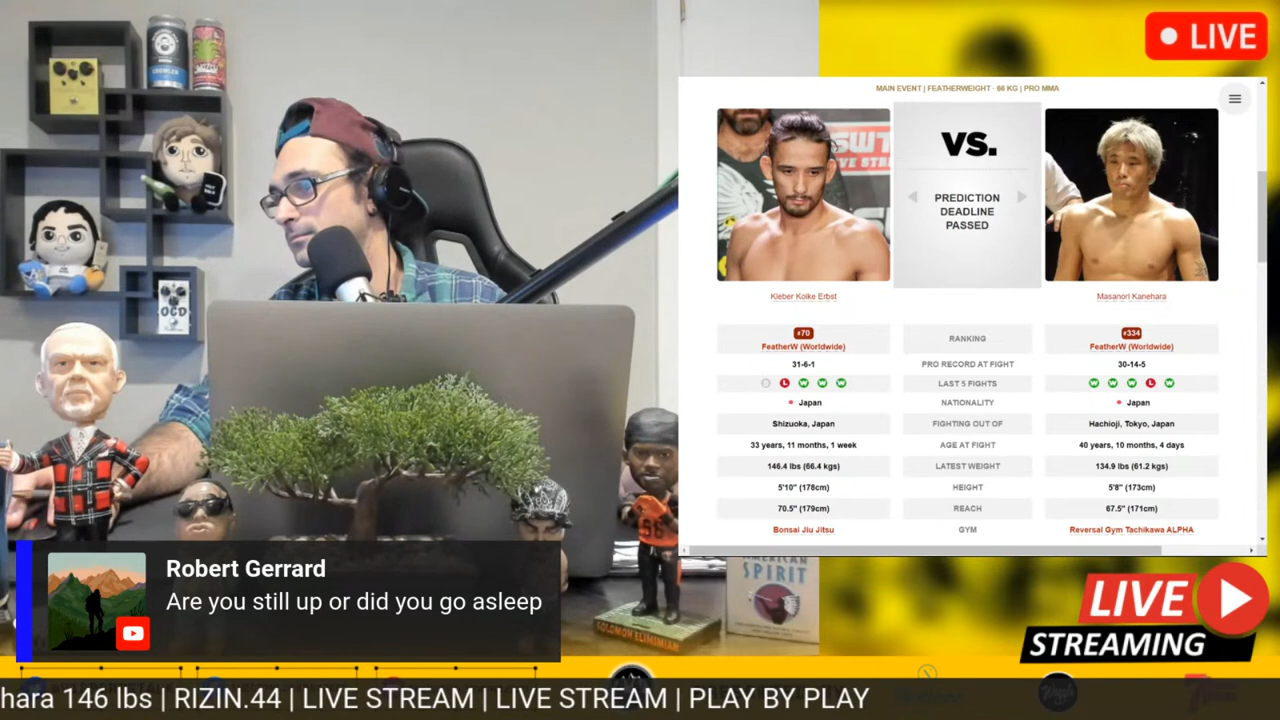 LIVE
MAIN EVENT | FEATHERWEIGHT · 66 KG | PRO MMA
VS.
PREDICTION
DEADLINE
PASSED
Kleber Koike Erbst
Masanori Kanehara
#70
FeatherW (Worldwide)
RANKING
#334
FeatherW (Worldwide)
31-6-1
PRO RECORD AT FIGHT
30-14-5
L W W W
LAST 5 FIGHTS
W W W L W
Japan
NATIONALITY
Japan
Shizuoka, Japan
FIGHTING OUT OF
Hachioji, Tokyo, Japan
33 years, 11 months, 1 week
AGE AT FIGHT
40 years, 10 months, 4 days
146.4 lbs (66.4 kgs)
LATEST WEIGHT
134.9 lbs (61.2 kgs)
5'10" (178cm)
HEIGHT
5'8" (173cm)
70.5" (179cm)
REACH
67.5" (171cm)
Bonsai Jiu Jitsu
GYM
Reversal Gym Tachikawa ALPHA
OCD
Robert Gerrard
Are you still up or did you go asleep
SPIRIT
SOLOMON ELIMIMIAN
LIVE
STREAMING
hara 146 lbs | RIZIN.44 | LIVE STREAM | LIVE STREAM | PLAY BY PLAY